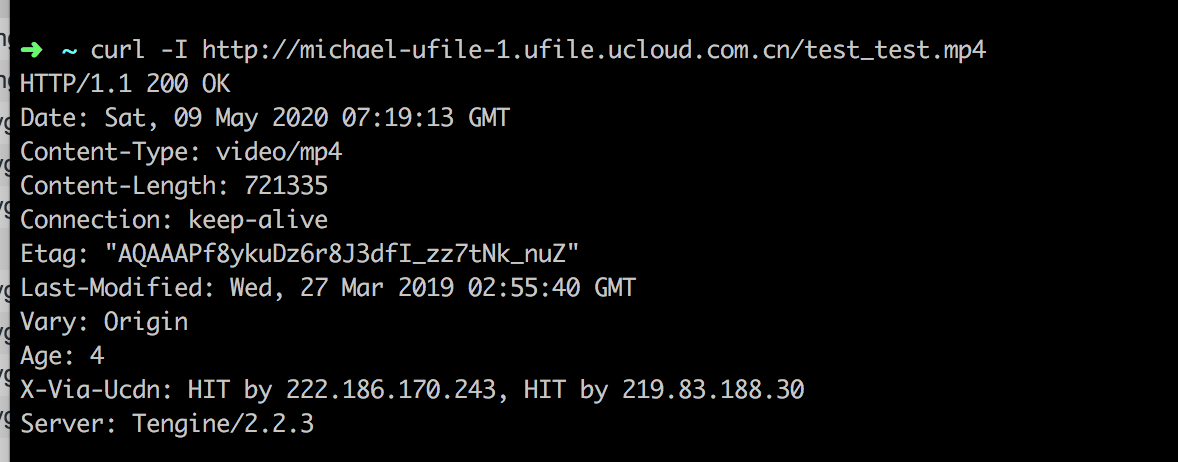 ➜ ~ curl -I http://michael-ufile-1.ufile.ucloud.com.cn/test_test.mp4
HTTP/1.1 200 OK
Date: Sat, 09 May 2020 07:19:13 GMT
Content-Type: video/mp4
Content-Length: 721335
Connection: keep-alive
Etag: "AQAAAPf8ykuDz6r8J3dfI_zz7tNk_nuZ"
Last-Modified: Wed, 27 Mar 2019 02:55:40 GMT
Vary: Origin
Age: 4
X-Via-Ucdn: HIT by 222.186.170.243, HIT by 219.83.188.30
Server: Tengine/2.2.3